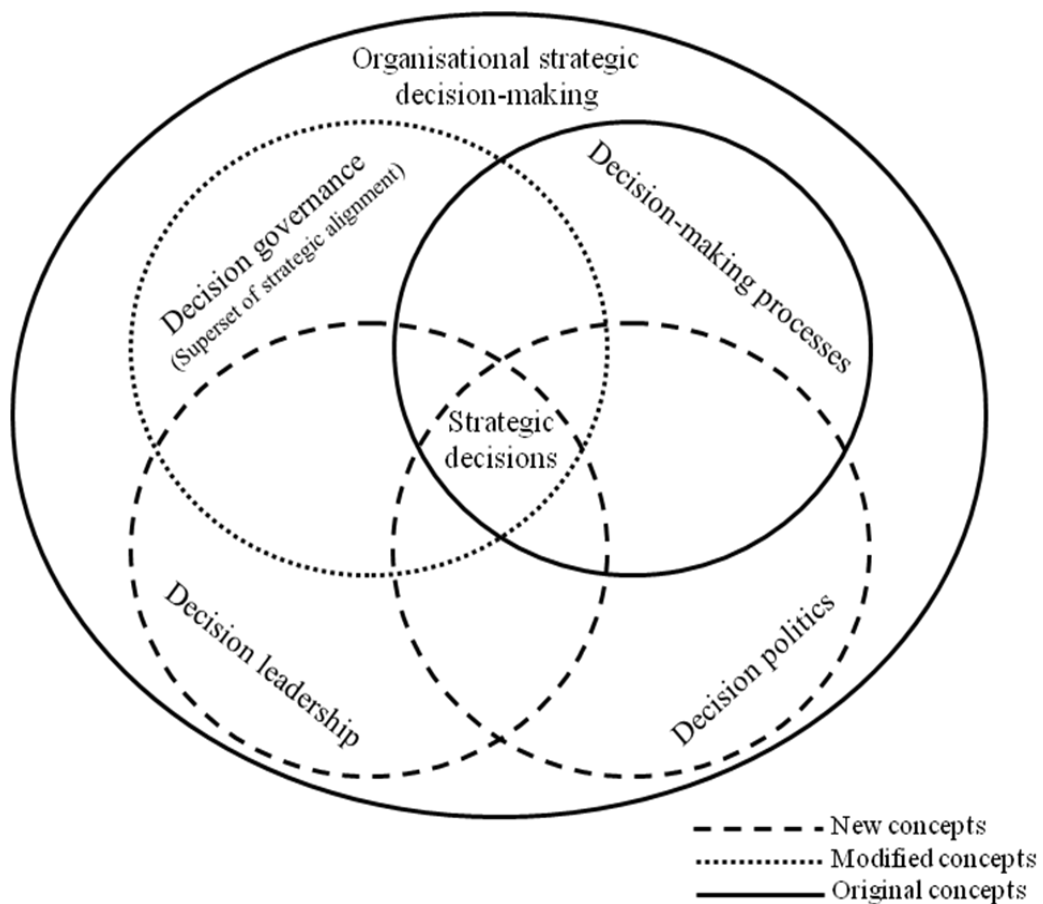 Organisational strategic
decision-making
Decision governance
(Superset of strategic alignment)
Decision-making processes
Strategic
decisions
Decision leadership
Decision politics
New concepts
Modified concepts
Original concepts